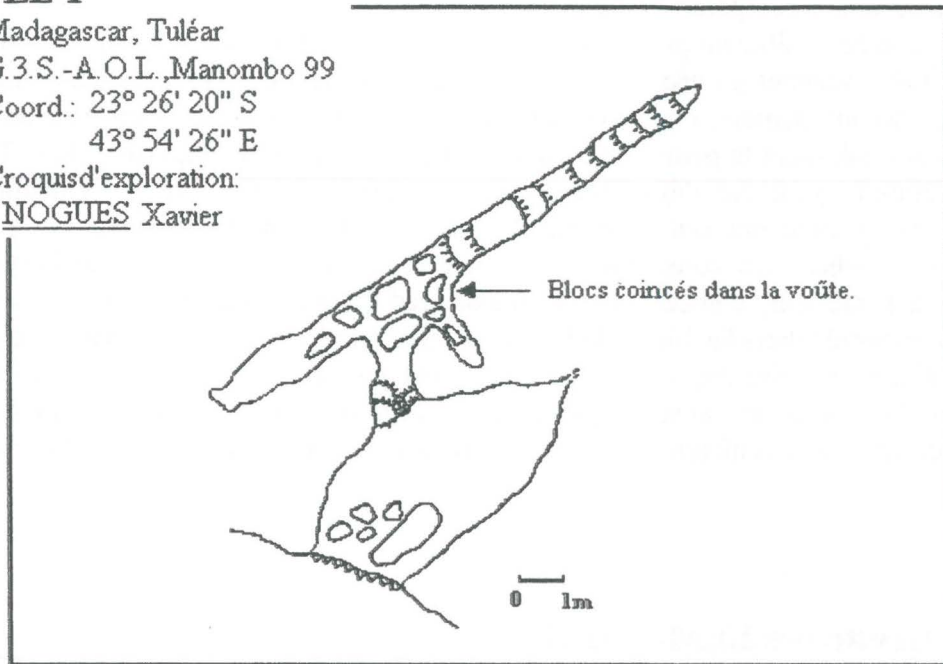 Madagascar, Tuléar
G.3.S.-A.O.L.,Manombo 99
Coord.: 23° 26' 20" S
43° 54' 26" E
Croquisd'exploration:
NOGUES Xavier
Blocs coincés dans la voûte.
0 1m